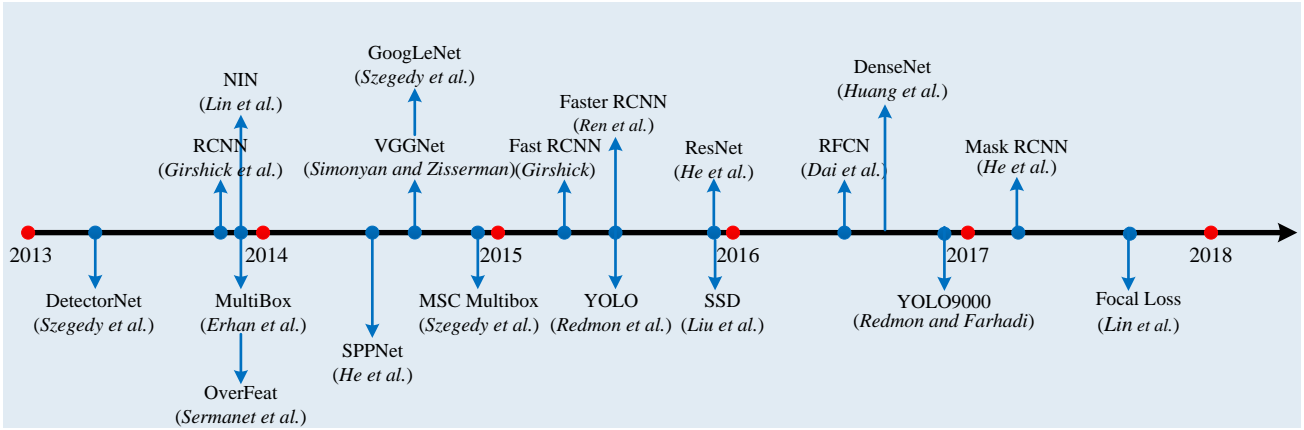 GoogLeNet
(Szegedy et al.)
DenseNet
(Huang et al.)
NIN
(Lin et al.)
Faster RCNN
(Ren et al.)
RCNN
(Girshick et al.)
VGGNet
(Simonyan and Zisserman)
Fast RCNN
(Girshick)
ResNet
(He et al.)
RFCN
(Dai et al.)
Mask RCNN
(He et al.)
2013
2014
2015
2016
2017
2018
DetectorNet
(Szegedy et al.)
MultiBox
(Erhan et al.)
MSC Multibox
(Szegedy et al.)
YOLO
(Redmon et al.)
SSD
(Liu et al.)
YOLO9000
(Redmon and Farhadi)
Focal Loss
(Lin et al.)
SPPNet
(He et al.)
OverFeat
(Sermanet et al.)